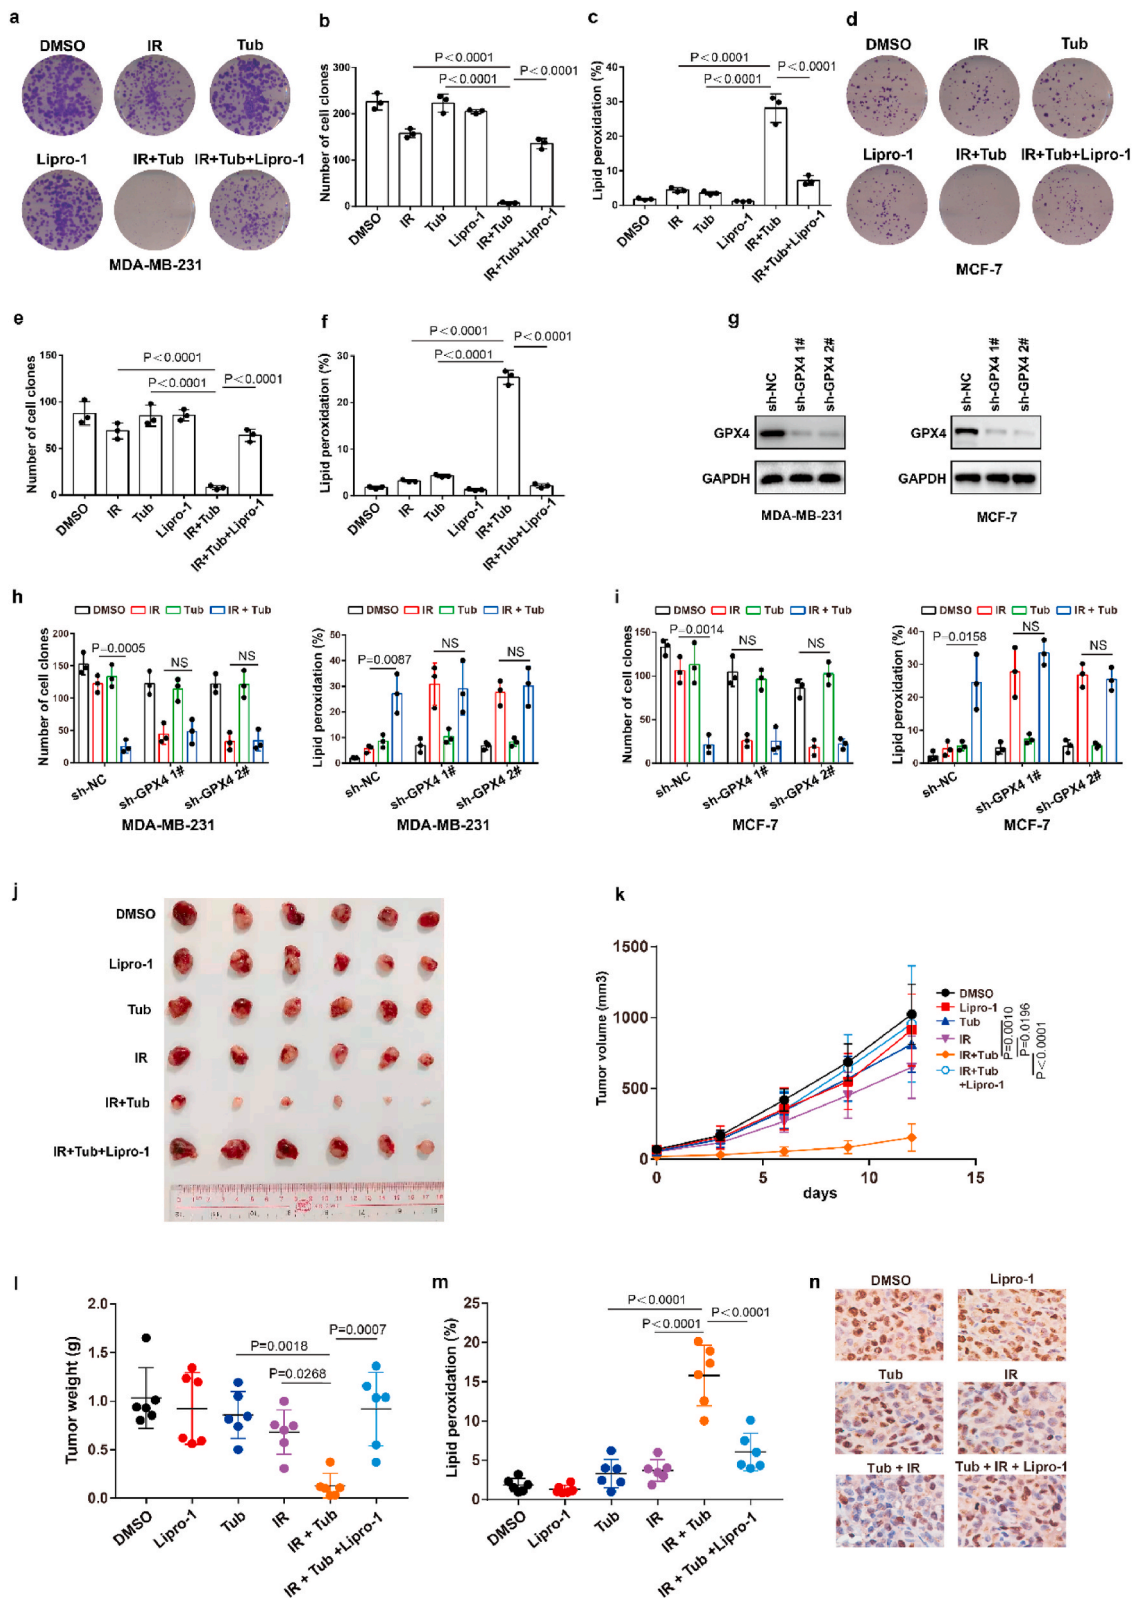 a
DMSO IR Tub
Lipro-1 IR+Tub IR+Tub+Lipro-1
MDA-MB-231
b
P<0.0001
P<0.0001 P<0.0001
Number of clones
300
200
100
0
DMSO IR Tub Lipro-1 IR+Tub IR+Tub+Lipro-1
c
P<0.0001
P<0.0001 P<0.0001
Lipid peroxidation (%)
40
30
20
10
0
DMSO IR Tub Lipro-1 IR+Tub IR+Tub+Lipro-1
d
DMSO IR Tub
Lipro-1 IR+Tub IR+Tub+Lipro-1
MCF-7
e
P<0.0001
P<0.0001 P<0.0001
Number of cell clones
150
100
50
0
DMSO IR Tub Lipro-1 IR+Tub IR+Tub+Lipro-1
f
P<0.0001
P<0.0001 P<0.0001
Lipid peroxidation (%)
30
20
10
0
DMSO IR Tub Lipro-1 IR+Tub IR+Tub+Lipro-1
g
sh-NC sh-GPX4 1# sh-GPX4 2#
GPX4
GAPDH
MDA-MB-231
sh-NC sh-GPX4 1# sh-GPX4 2#
GPX4
GAPDH
MCF-7
h
DMSO IR Tub IR + Tub
P=0.0005 NS NS
Number of cell clones
150
100
50
0
sh-NC sh-GPX4 1# sh-GPX4 2#
MDA-MB-231
DMSO IR Tub IR + Tub
P=0.0087 NS NS
Lipid peroxidation (%)
50
40
30
20
10
0
sh-NC sh-GPX4 1# sh-GPX4 2#
MDA-MB-231
i
DMSO IR Tub IR + Tub
P=0.0014 NS NS
Number of cell clones
150
100
50
0
sh-NC sh-GPX4 1# sh-GPX4 2#
MCF-7
DMSO IR Tub IR + Tub
P=0.0158 NS NS
Lipid peroxidation (%)
40
30
20
10
0
sh-NC sh-GPX4 1# sh-GPX4 2#
MCF-7
j
DMSO
Lipro-1
Tub
IR
IR+Tub
IR+Tub+Lipro-1
k
Tumor volume (mm3)
1500
1000
500
0
0 5 10 15
days
DMSO
Lipro-1
Tub
IR
IR+Tub
IR+Tub
+Lipro-1
P=0.0010
P=0.0196
P<0.0001
l
Tumor weight (g)
2.0
1.5
1.0
0.5
0.0
P=0.0007
P=0.0018
P=0.0268
DMSO Lipro-1 Tub IR IR + Tub IR + Tub +Lipro-1
m
Lipid peroxidation (%)
25
20
15
10
5
0
P<0.0001
P<0.0001
P<0.0001
DMSO Lipro-1 Tub IR IR + Tub IR + Tub +Lipro-1
n
DMSO Lipro-1
Tub IR
Tub + IR Tub + IR + Lipro-1